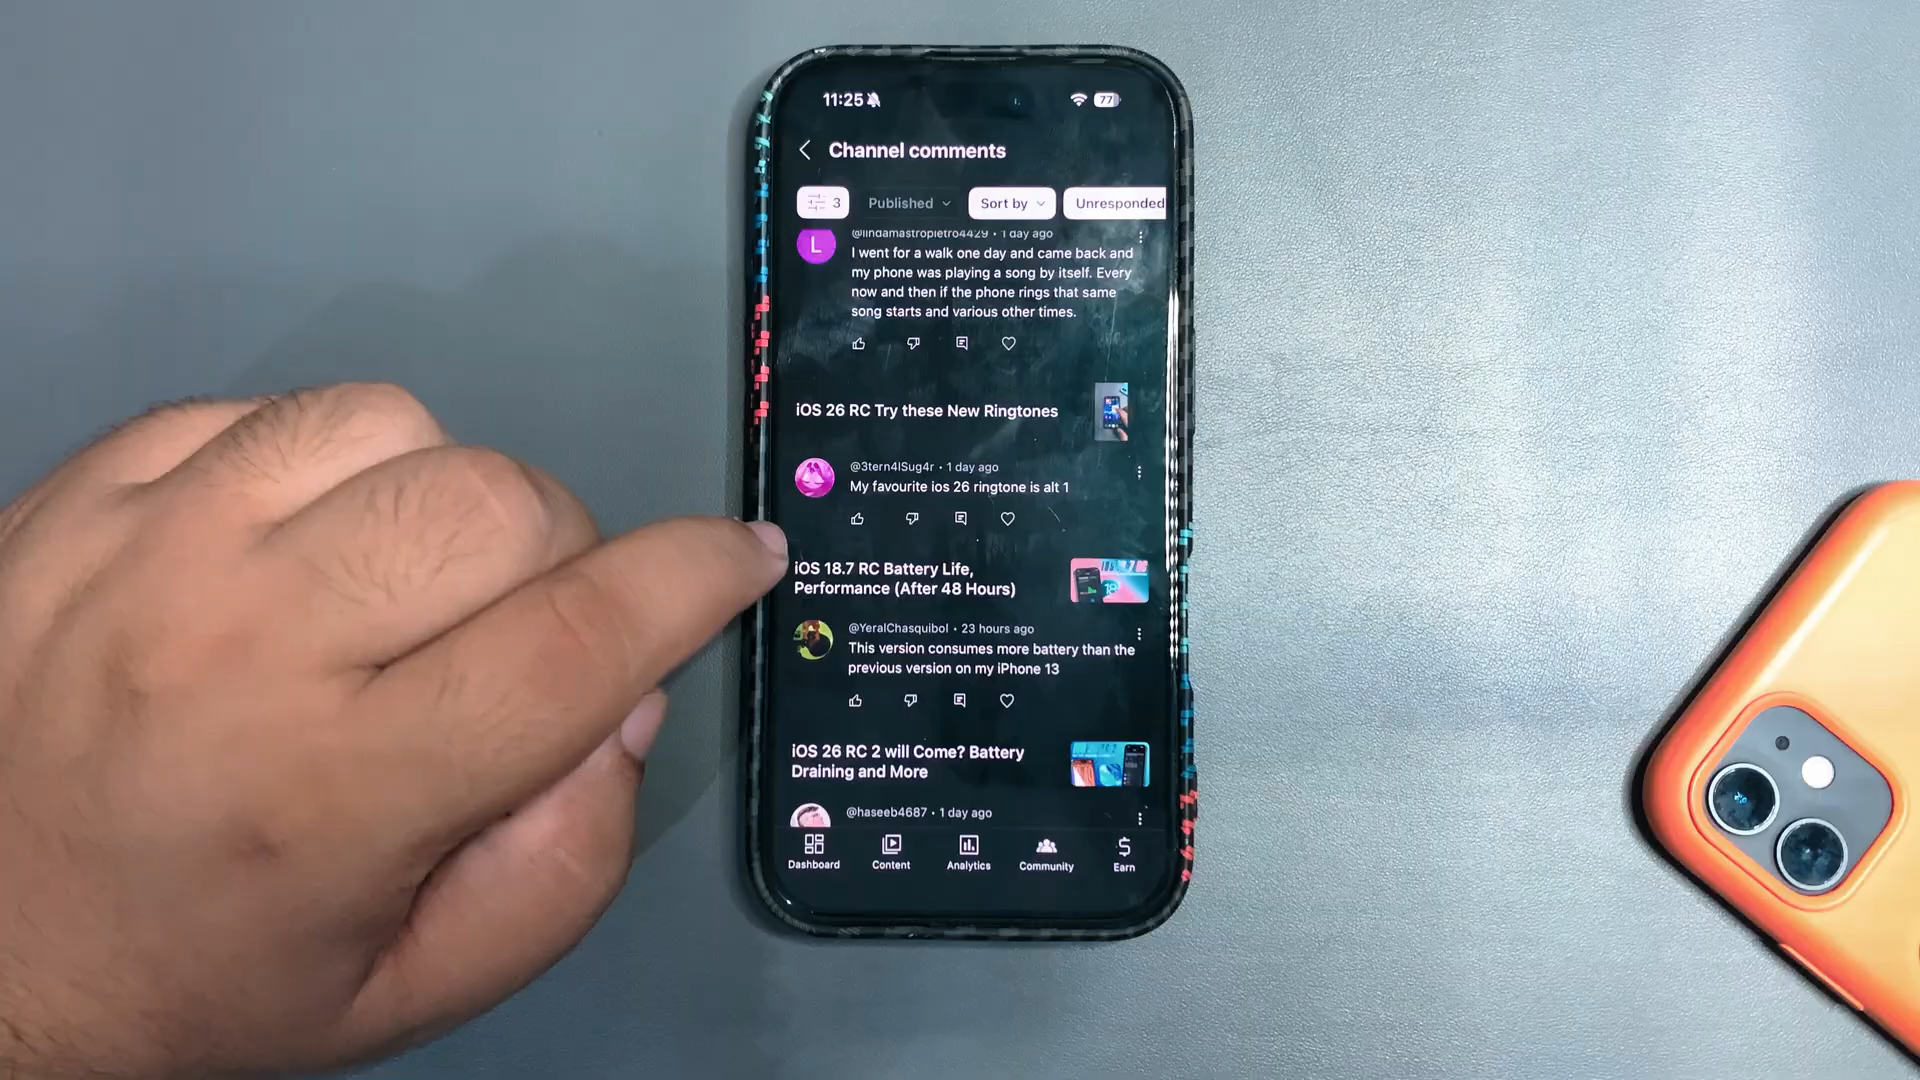 11:25
77
Channel comments
3
Published
Sort by
Unresponded
@lindamastropietro4429 • 1 day ago
L
I went for a walk one day and came back and
my phone was playing a song by itself. Every
now and then if the phone rings that same
song starts and various other times.
iOS 26 RC Try these New Ringtones
@3tern4lSug4r • 1 day ago
My favourite ios 26 ringtone is alt 1
iOS 18.7 RC Battery Life,
Performance (After 48 Hours)
@YeralChasquibol • 23 hours ago
This version consumes more battery than the
previous version on my iPhone 13
iOS 26 RC 2 will Come? Battery
Draining and More
@haseeb4687 • 1 day ago
Dashboard
Content
Analytics
Community
Earn